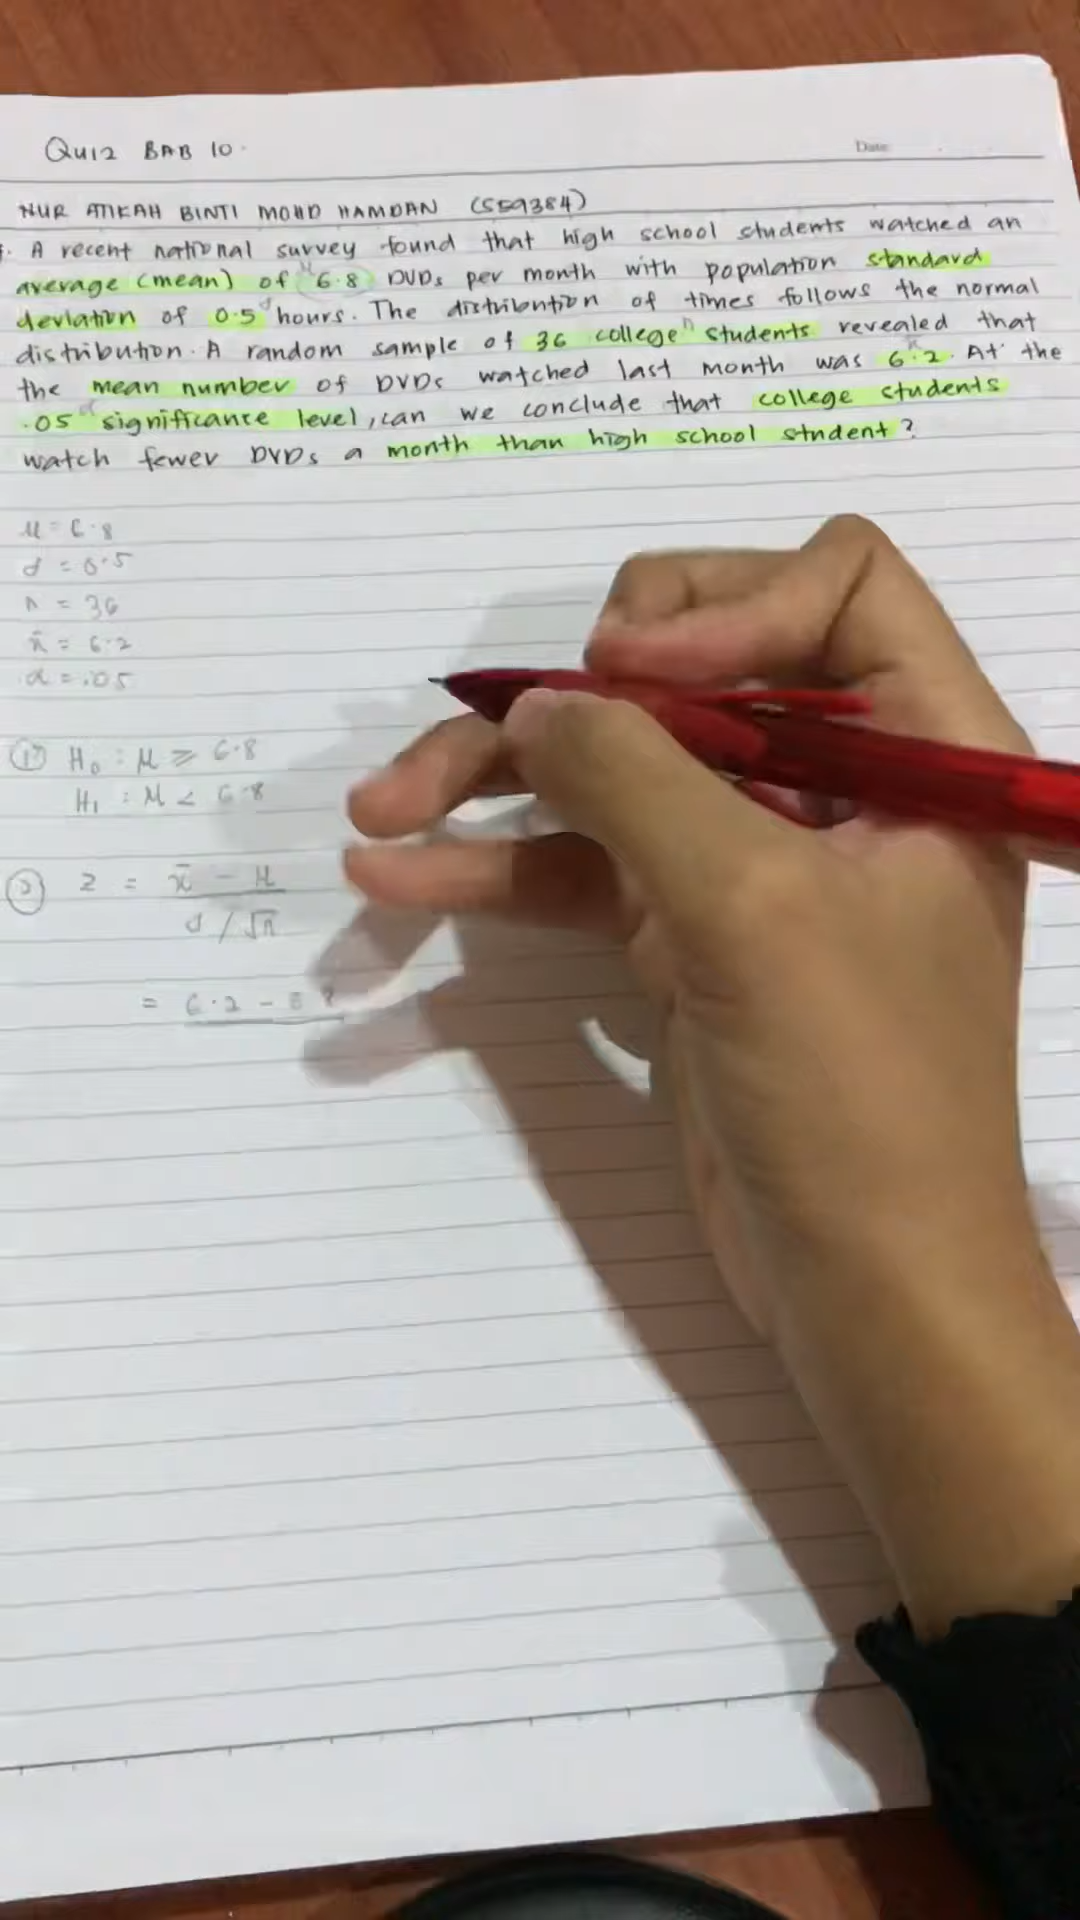 QUIZ BAB 10.
Date
NUR ATIKAH BINTI MOHD HAMDAN (S59384)
. A recent national survey found that high school students watched an
average (mean) of 6.8 DVDs per month with population standard
deviation of 0.5 hours. The distribution of times follows the normal
distribution. A random sample of 36 college students revealed that
the mean number of DVDs watched last month was 6.2. At the
.05 significance level, can we conclude that college students
watch fewer DVDs a month than high school student?
μ = 6.8
σ = 0.5
n = 36
x̄ = 6.2
α = .05
① H₀ : μ ≥ 6.8
H₁ : μ < 6.8
② z = x̄ - μ
σ / √n
= 6.2 - 6.8